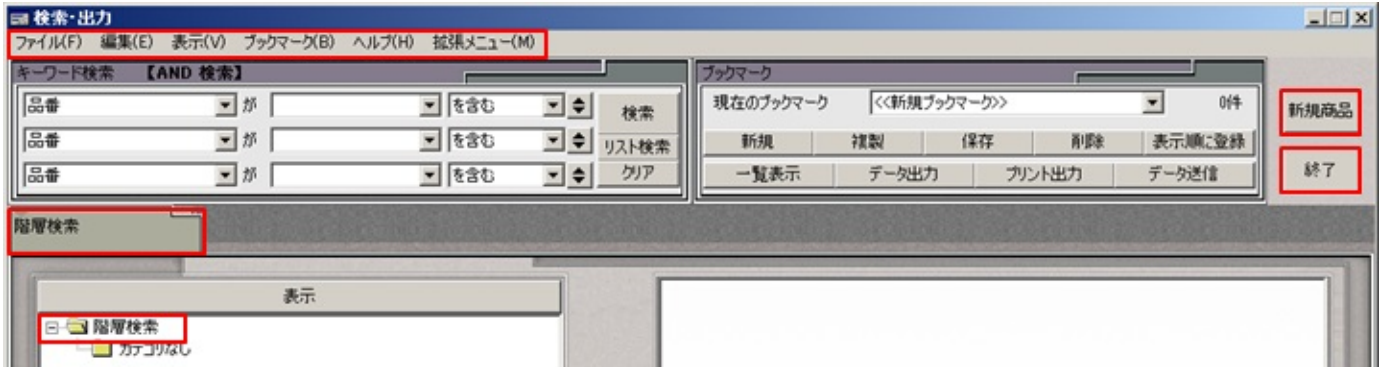 検索・出力
ファイル(F) 編集(E) 表示(V) ブックマーク(B) ヘルプ(H) 拡張メニュー(M)
キーワード検索 【AND 検索】
品番 が を含む 検索
品番 が を含む リスト検索
品番 が を含む クリア
ブックマーク
現在のブックマーク <<新規ブックマーク>> 0件
新規 複製 保存 削除 表示順に登録
一覧表示 データ出力 プリント出力 データ送信
新規商品
終了
階層検索
表示
階層検索
カテゴリなし